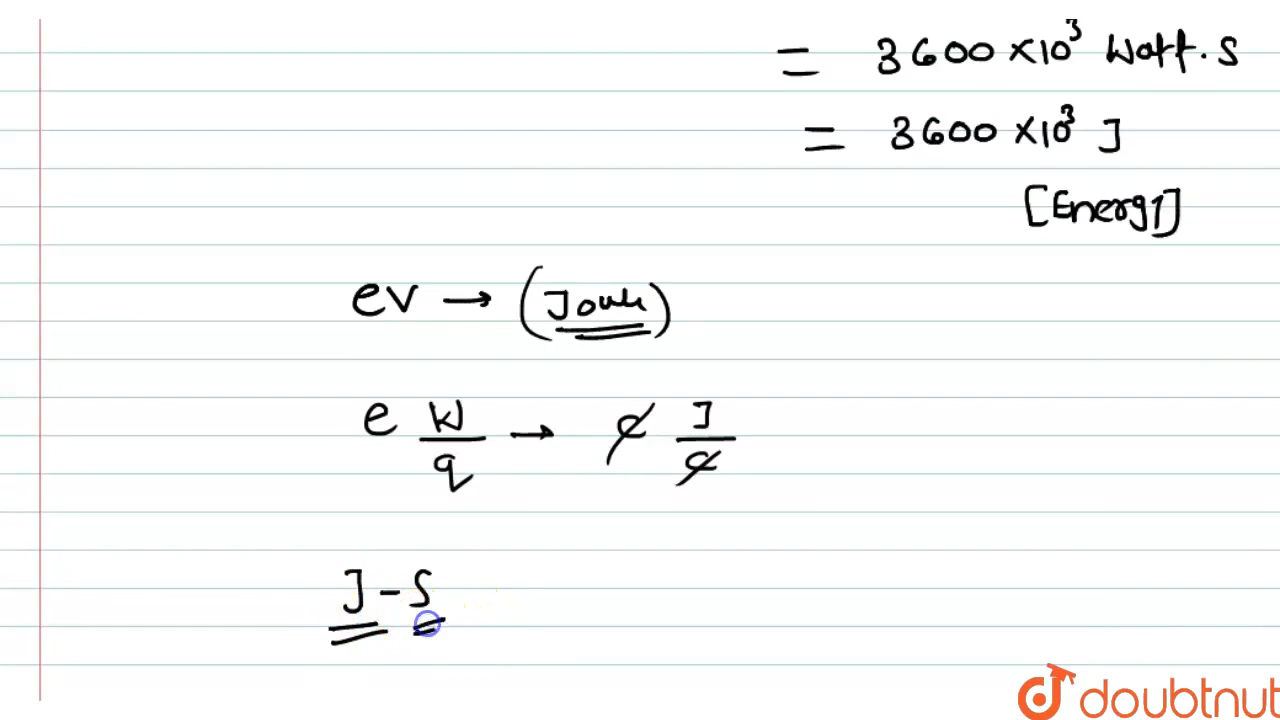 = 3600 ×10³ Watt. S
= 3600 ×10³ J
[Energy]
ev → (Joule)
e W/q → C J/C
J - S
doubtnut